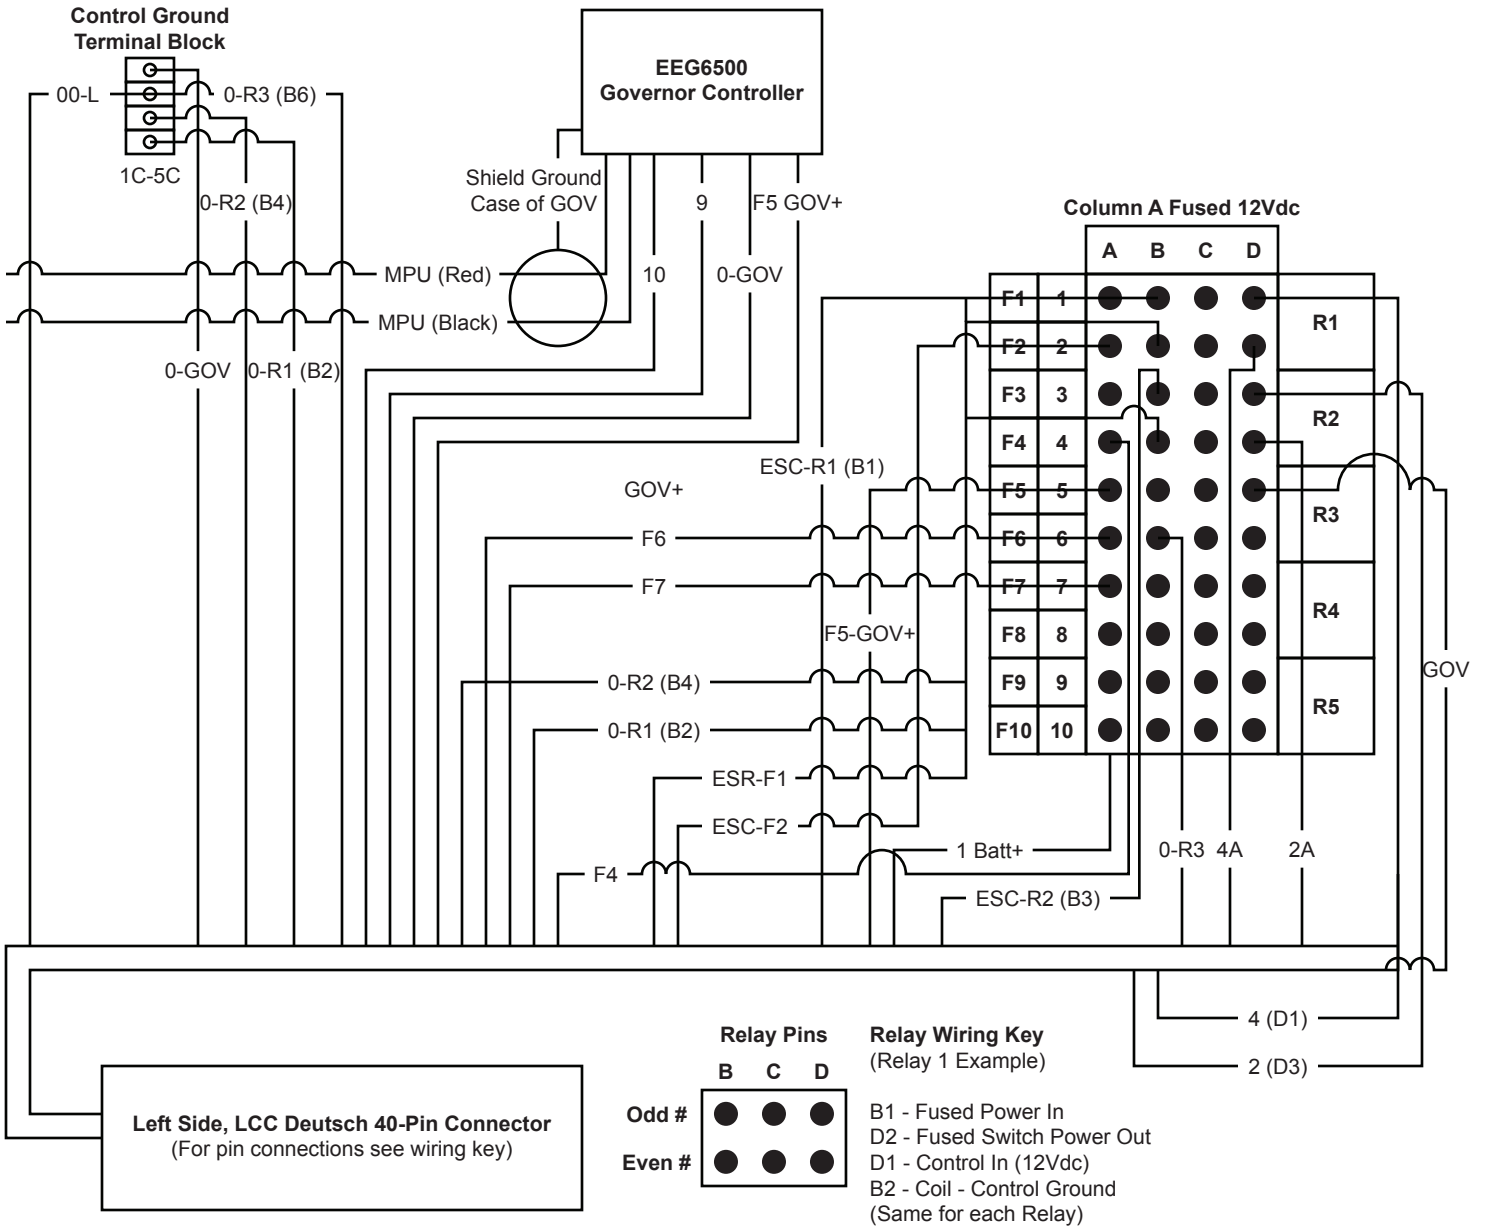 Control Ground
Terminal Block
00-L
0-R3 (B6)
1C-5C
0-R2 (B4)
EEG6500
Governor Controller
Shield Ground
Case of GOV
9
F5 GOV+
MPU (Red)
10
0-GOV
MPU (Black)
0-GOV
0-R1 (B2)
Column A Fused 12Vdc
A B C D
F1 1
R1
F2 2
F3 3
R2
F4 4
ESC-R1 (B1)
GOV+
F5 5
R3
F6
F6 6
F7
F7 7
R4
F5-GOV+
F8 8
GOV
0-R2 (B4)
F9 9
R5
0-R1 (B2)
F10 10
ESR-F1
ESC-F2
1 Batt+
0-R3
4A
2A
F4
ESC-R2 (B3)
4 (D1)
2 (D3)
Left Side, LCC Deutsch 40-Pin Connector
(For pin connections see wiring key)
Relay Pins
B C D
Odd #
Even #
Relay Wiring Key
(Relay 1 Example)
B1 - Fused Power In
D2 - Fused Switch Power Out
D1 - Control In (12Vdc)
B2 - Coil - Control Ground
(Same for each Relay)